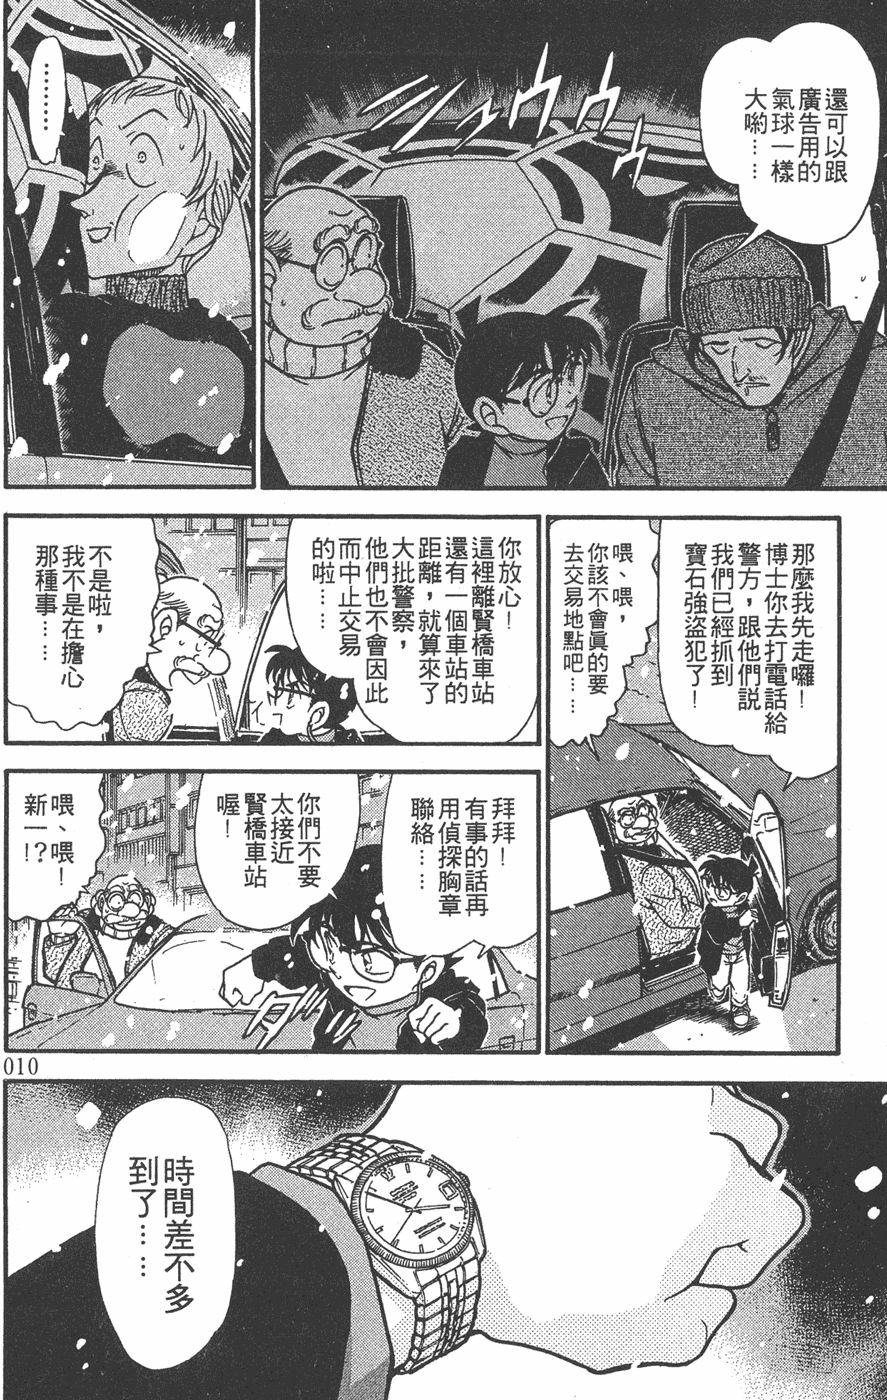 還可以跟
廣告用的
氣球一樣
大喲……
シュウウウ
………
那麼我先走囉！
博士你去打電話給
警方，跟他們說
我們已經抓到
寶石強盜犯了！
喂、喂，
你該不會真的要
去交易地點吧……
你放心！
這裡離賢橋車站
還有一個車站的
距離，就算來了
大批警察，
他們也不會因此
而中止交易
的啦……
不是啦，
我不是在擔心
那種事……
拜拜！
有事的話再
用偵探胸章
聯絡……
你們不要
太接近
賢橋車站
喔！
ダッ
喂、喂！
新一!?
010
時間差不多
到了……